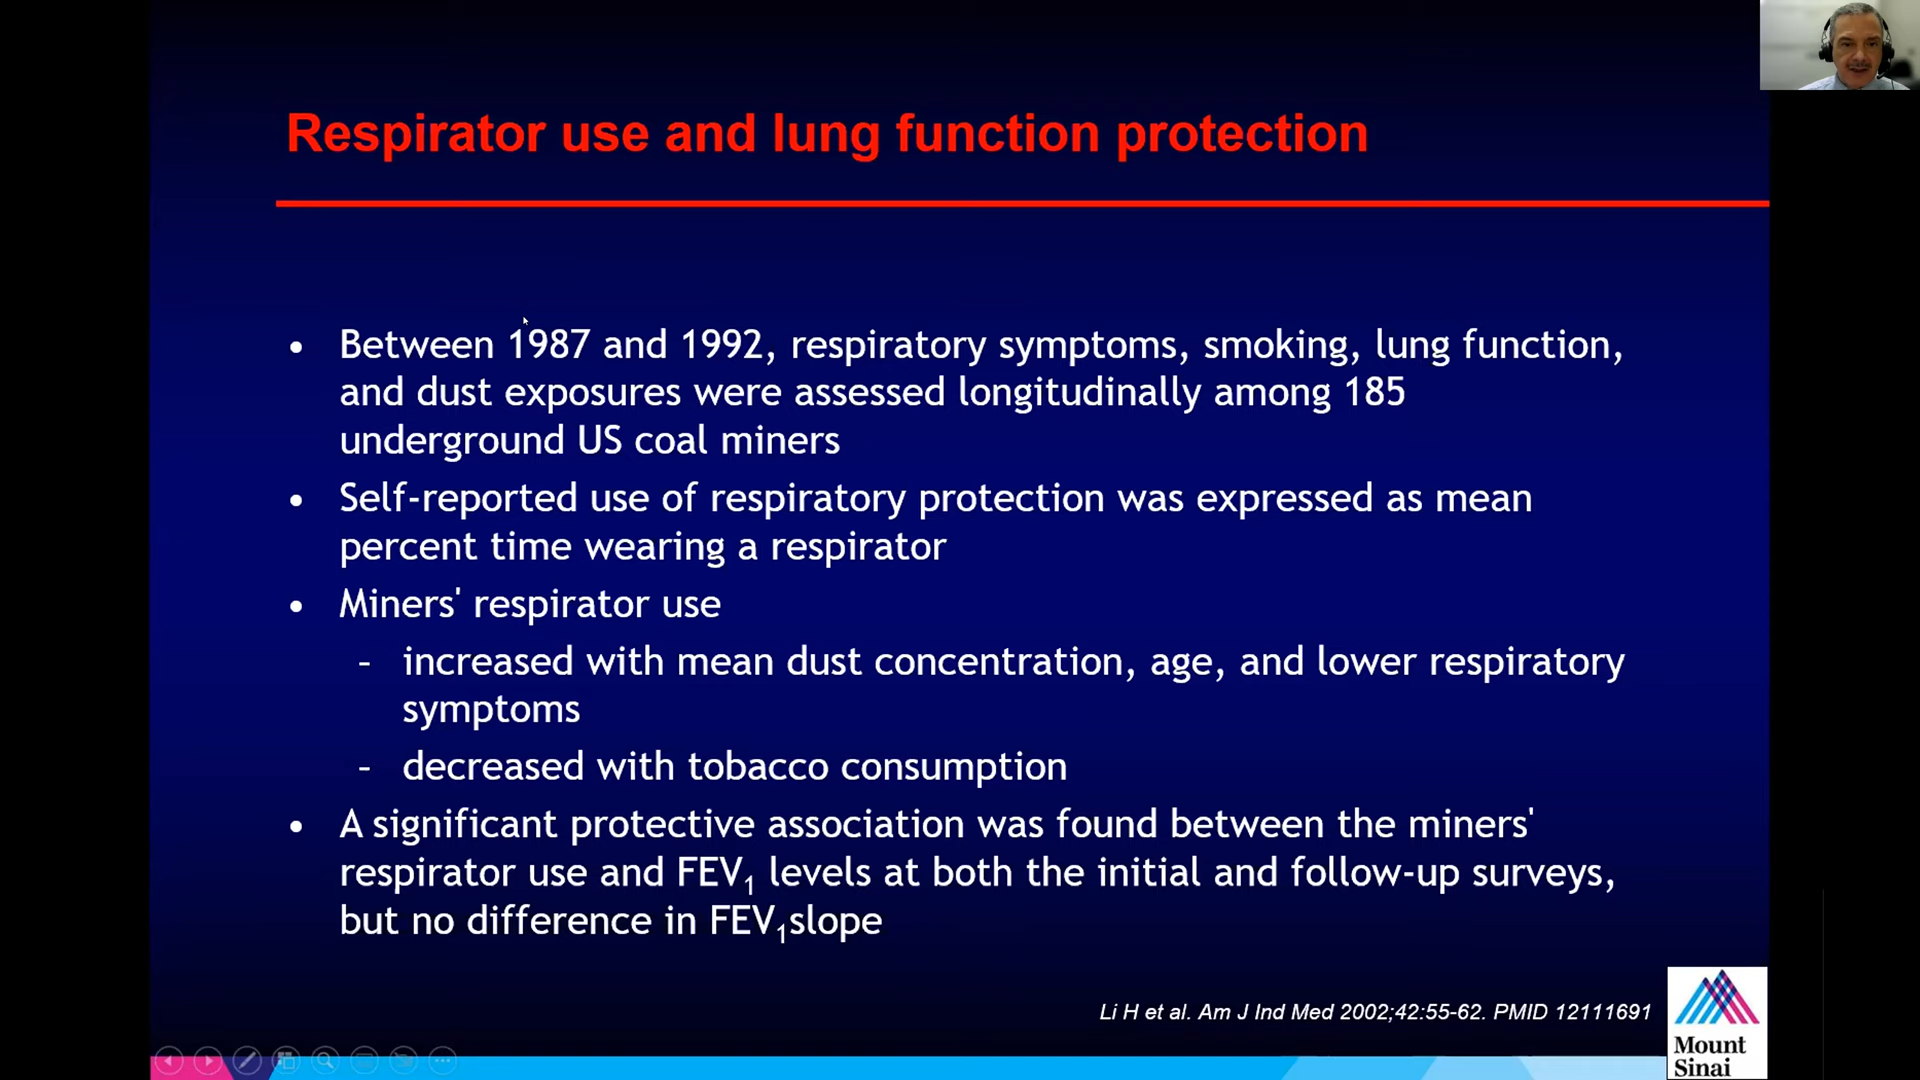 Respirator use and lung function protection
• Between 1987 and 1992, respiratory symptoms, smoking, lung function,
and dust exposures were assessed longitudinally among 185
underground US coal miners
• Self-reported use of respiratory protection was expressed as mean
percent time wearing a respirator
• Miners' respirator use
– increased with mean dust concentration, age, and lower respiratory
symptoms
– decreased with tobacco consumption
• A significant protective association was found between the miners'
respirator use and FEV₁ levels at both the initial and follow-up surveys,
but no difference in FEV₁slope
Li H et al. Am J Ind Med 2002;42:55-62. PMID 12111691
Mount
Sinai